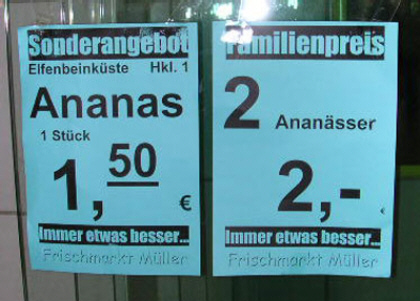 Sonderangebot
Elfenbeinküste Hkl. 1
Ananas
1 Stück
1,50 €
Immer etwas besser...
Frischmarkt Müller
Familienpreis
2 Ananässer
2,- €
Immer etwas besser...
Frischmarkt Müller